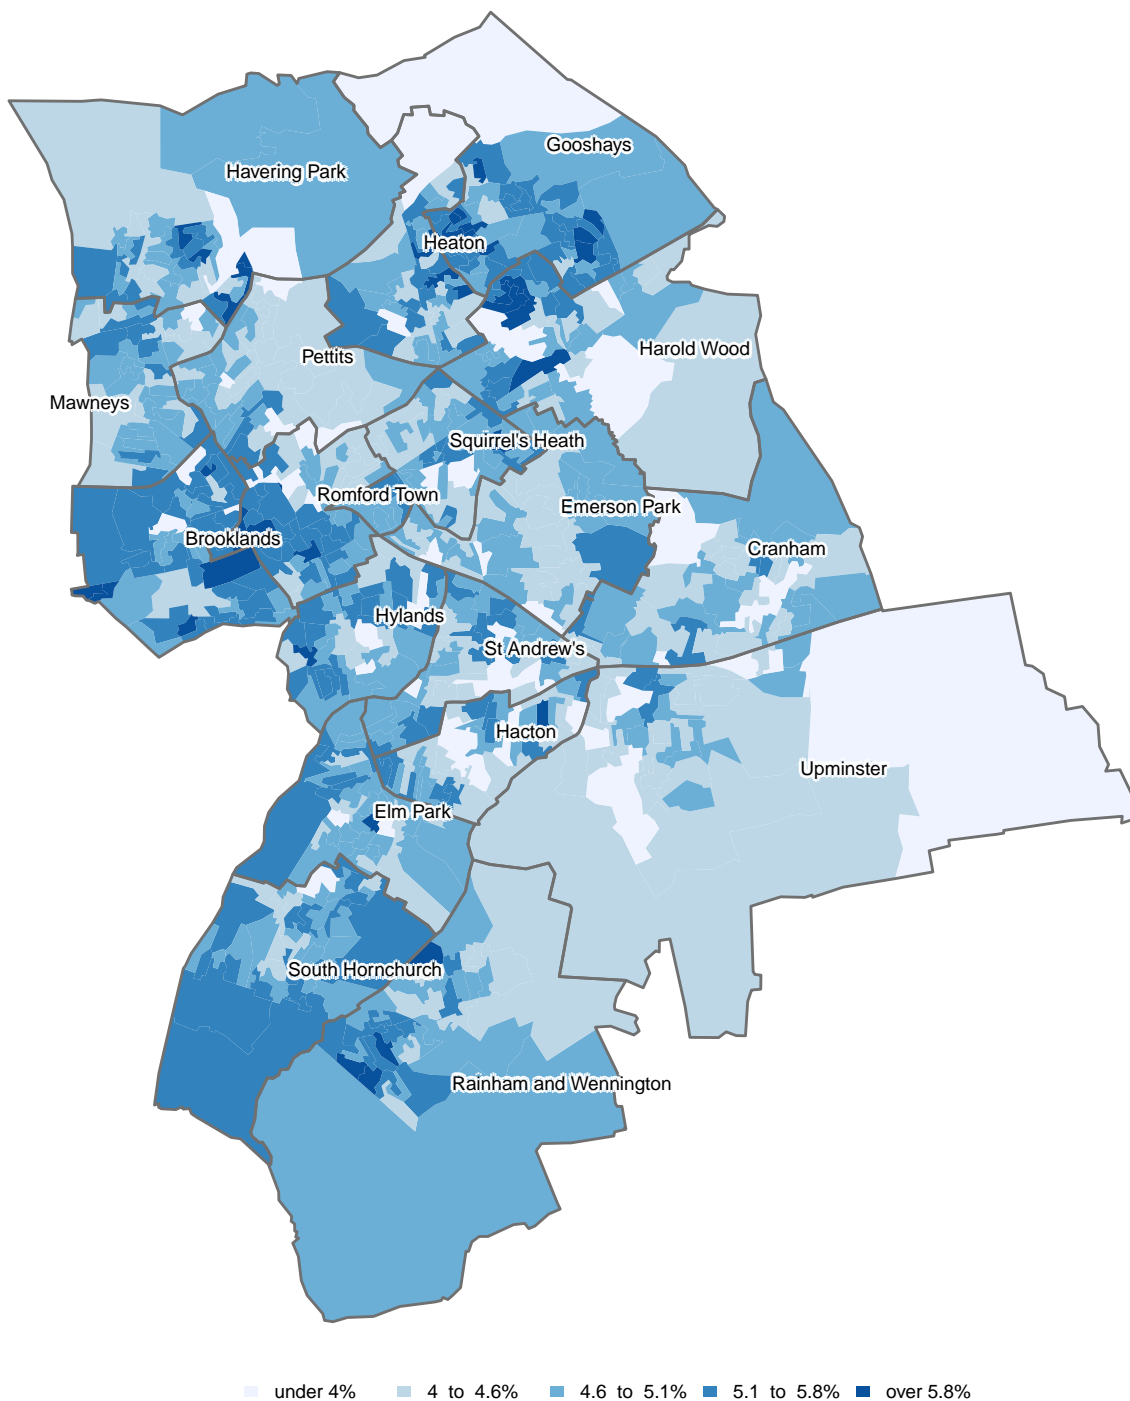 Gooshays
Havering Park
Heaton
Harold Wood
Pettits
Mawneys
Squirrel's Heath
Romford Town
Emerson Park
Brooklands
Cranham
Hylands
St Andrew's
Hacton
Upminster
Elm Park
South Hornchurch
Rainham and Wennington
under 4% 4 to 4.6% 4.6 to 5.1% 5.1 to 5.8% over 5.8%